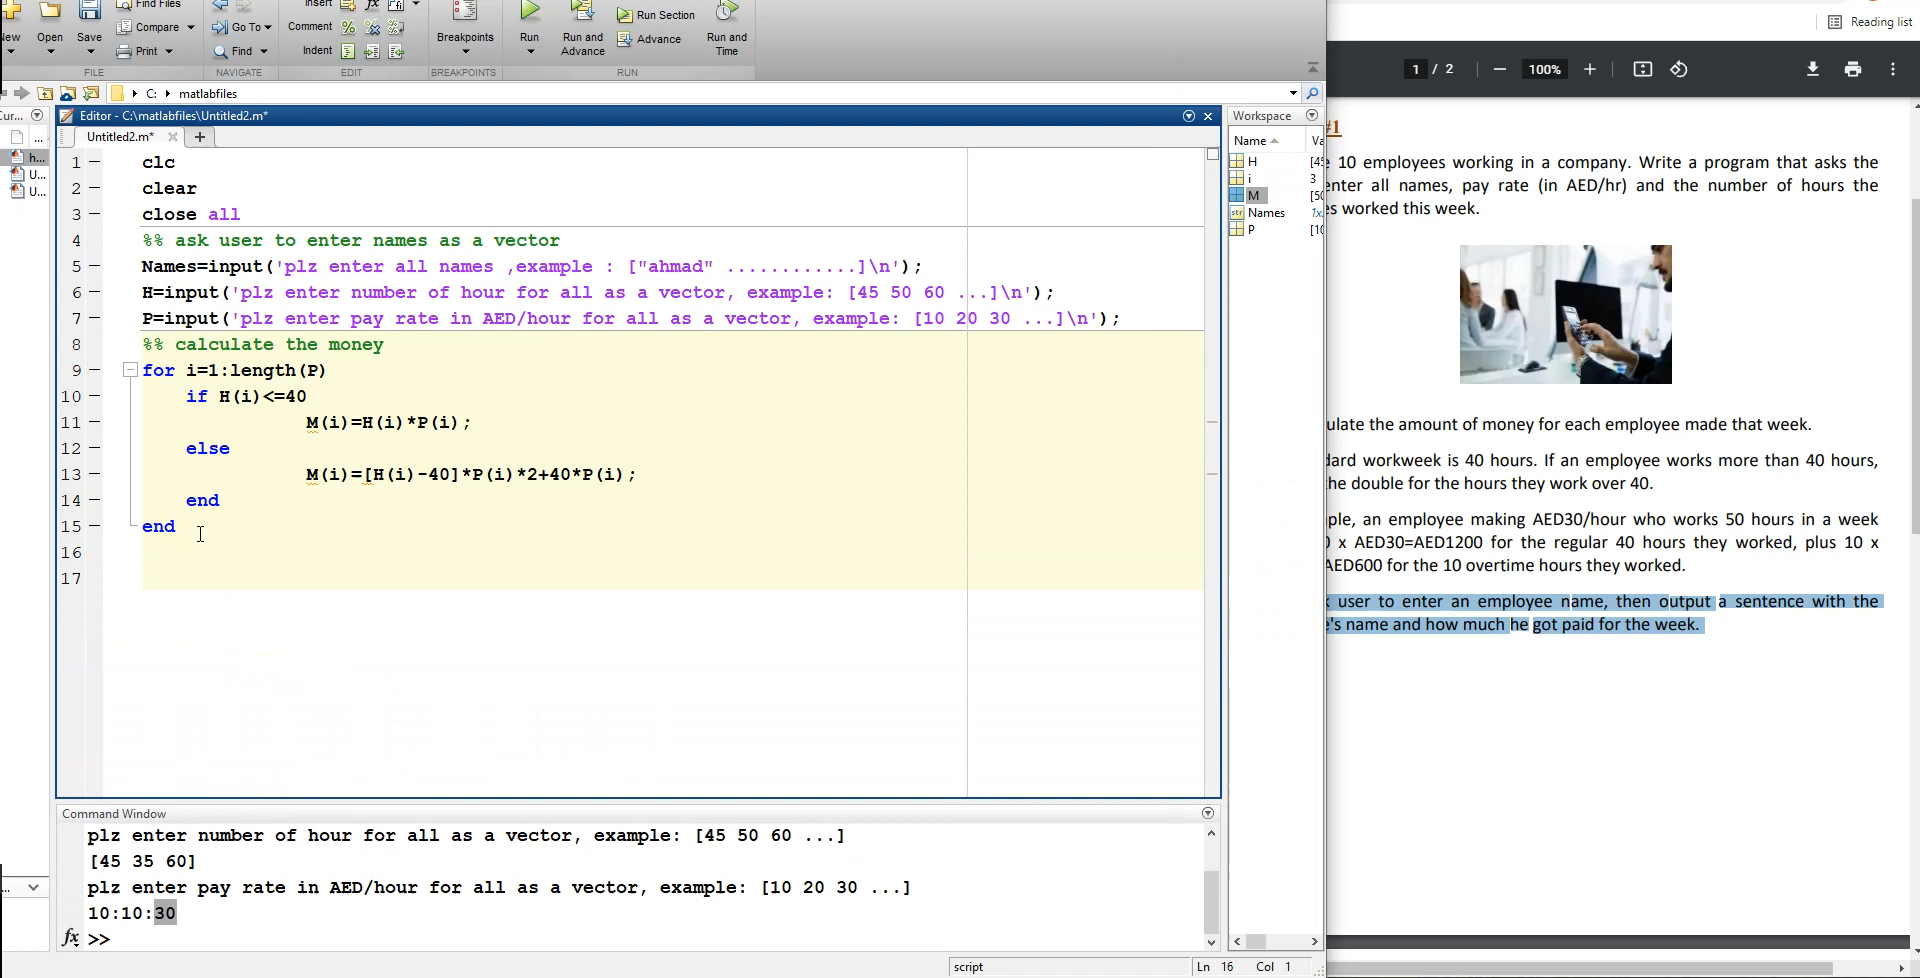 Find Files
Insert
fx
New
Open
Save
Compare
Print
Go To
Find
Comment
Indent
Breakpoints
Run
Run and
Advance
Run Section
Advance
Run and
Time
FILE
NAVIGATE
EDIT
BREAKPOINTS
RUN
C:
matlabfiles
Cur...
Editor - C:\matlabfiles\Untitled2.m*
Untitled2.m*
...
h...
U...
U...
1 clc
2 clear
3 close all
4 %% ask user to enter names as a vector
5 Names=input('plz enter all names ,example : ["ahmad" ............]\n');
6 H=input('plz enter number of hour for all as a vector, example: [45 50 60 ...]\n');
7 P=input('plz enter pay rate in AED/hour for all as a vector, example: [10 20 30 ...]\n');
8 %% calculate the money
9 for i=1:length(P)
10 if H(i)<=40
11 M(i)=H(i)*P(i);
12 else
13 M(i)=[H(i)-40]*P(i)*2+40*P(i);
14 end
15 end
16
17
Workspace
Name
H
i 3
M
str Names
P
Command Window
plz enter number of hour for all as a vector, example: [45 50 60 ...]
[45 35 60]
plz enter pay rate in AED/hour for all as a vector, example: [10 20 30 ...]
10:10:30
fx >>
script
Ln 16 Col 1
Reading list
1 / 2
100%
#1
10 employees working in a company. Write a program that asks the
enter all names, pay rate (in AED/hr) and the number of hours the
worked this week.
the amount of money for each employee made that week.
workweek is 40 hours. If an employee works more than 40 hours,
the double for the hours they work over 40.
an employee making AED30/hour who works 50 hours in a week
x AED30=AED1200 for the regular 40 hours they worked, plus 10 x
AED600 for the 10 overtime hours they worked.
user to enter an employee name, then output a sentence with the
name and how much he got paid for the week.